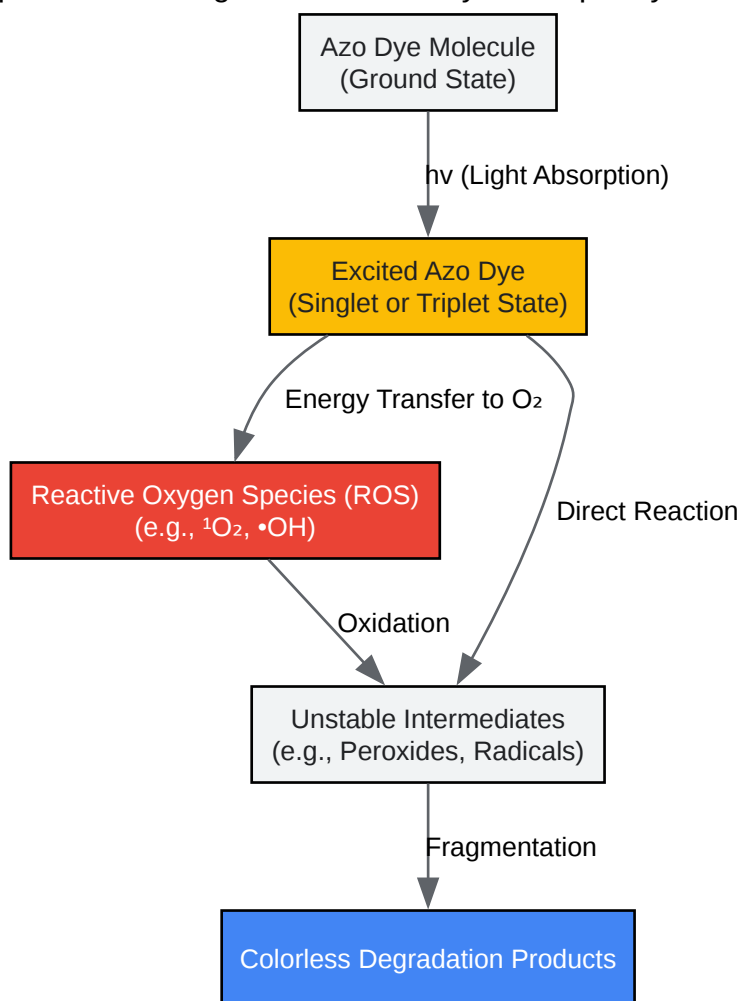 Azo Dye Molecule
(Ground State)
hv (Light Absorption)
Excited Azo Dye
(Singlet or Triplet State)
Energy Transfer to O₂
Reactive Oxygen Species (ROS)
(e.g., ¹O₂, •OH)
Direct Reaction
Oxidation
Unstable Intermediates
(e.g., Peroxides, Radicals)
Fragmentation
Colorless Degradation Products